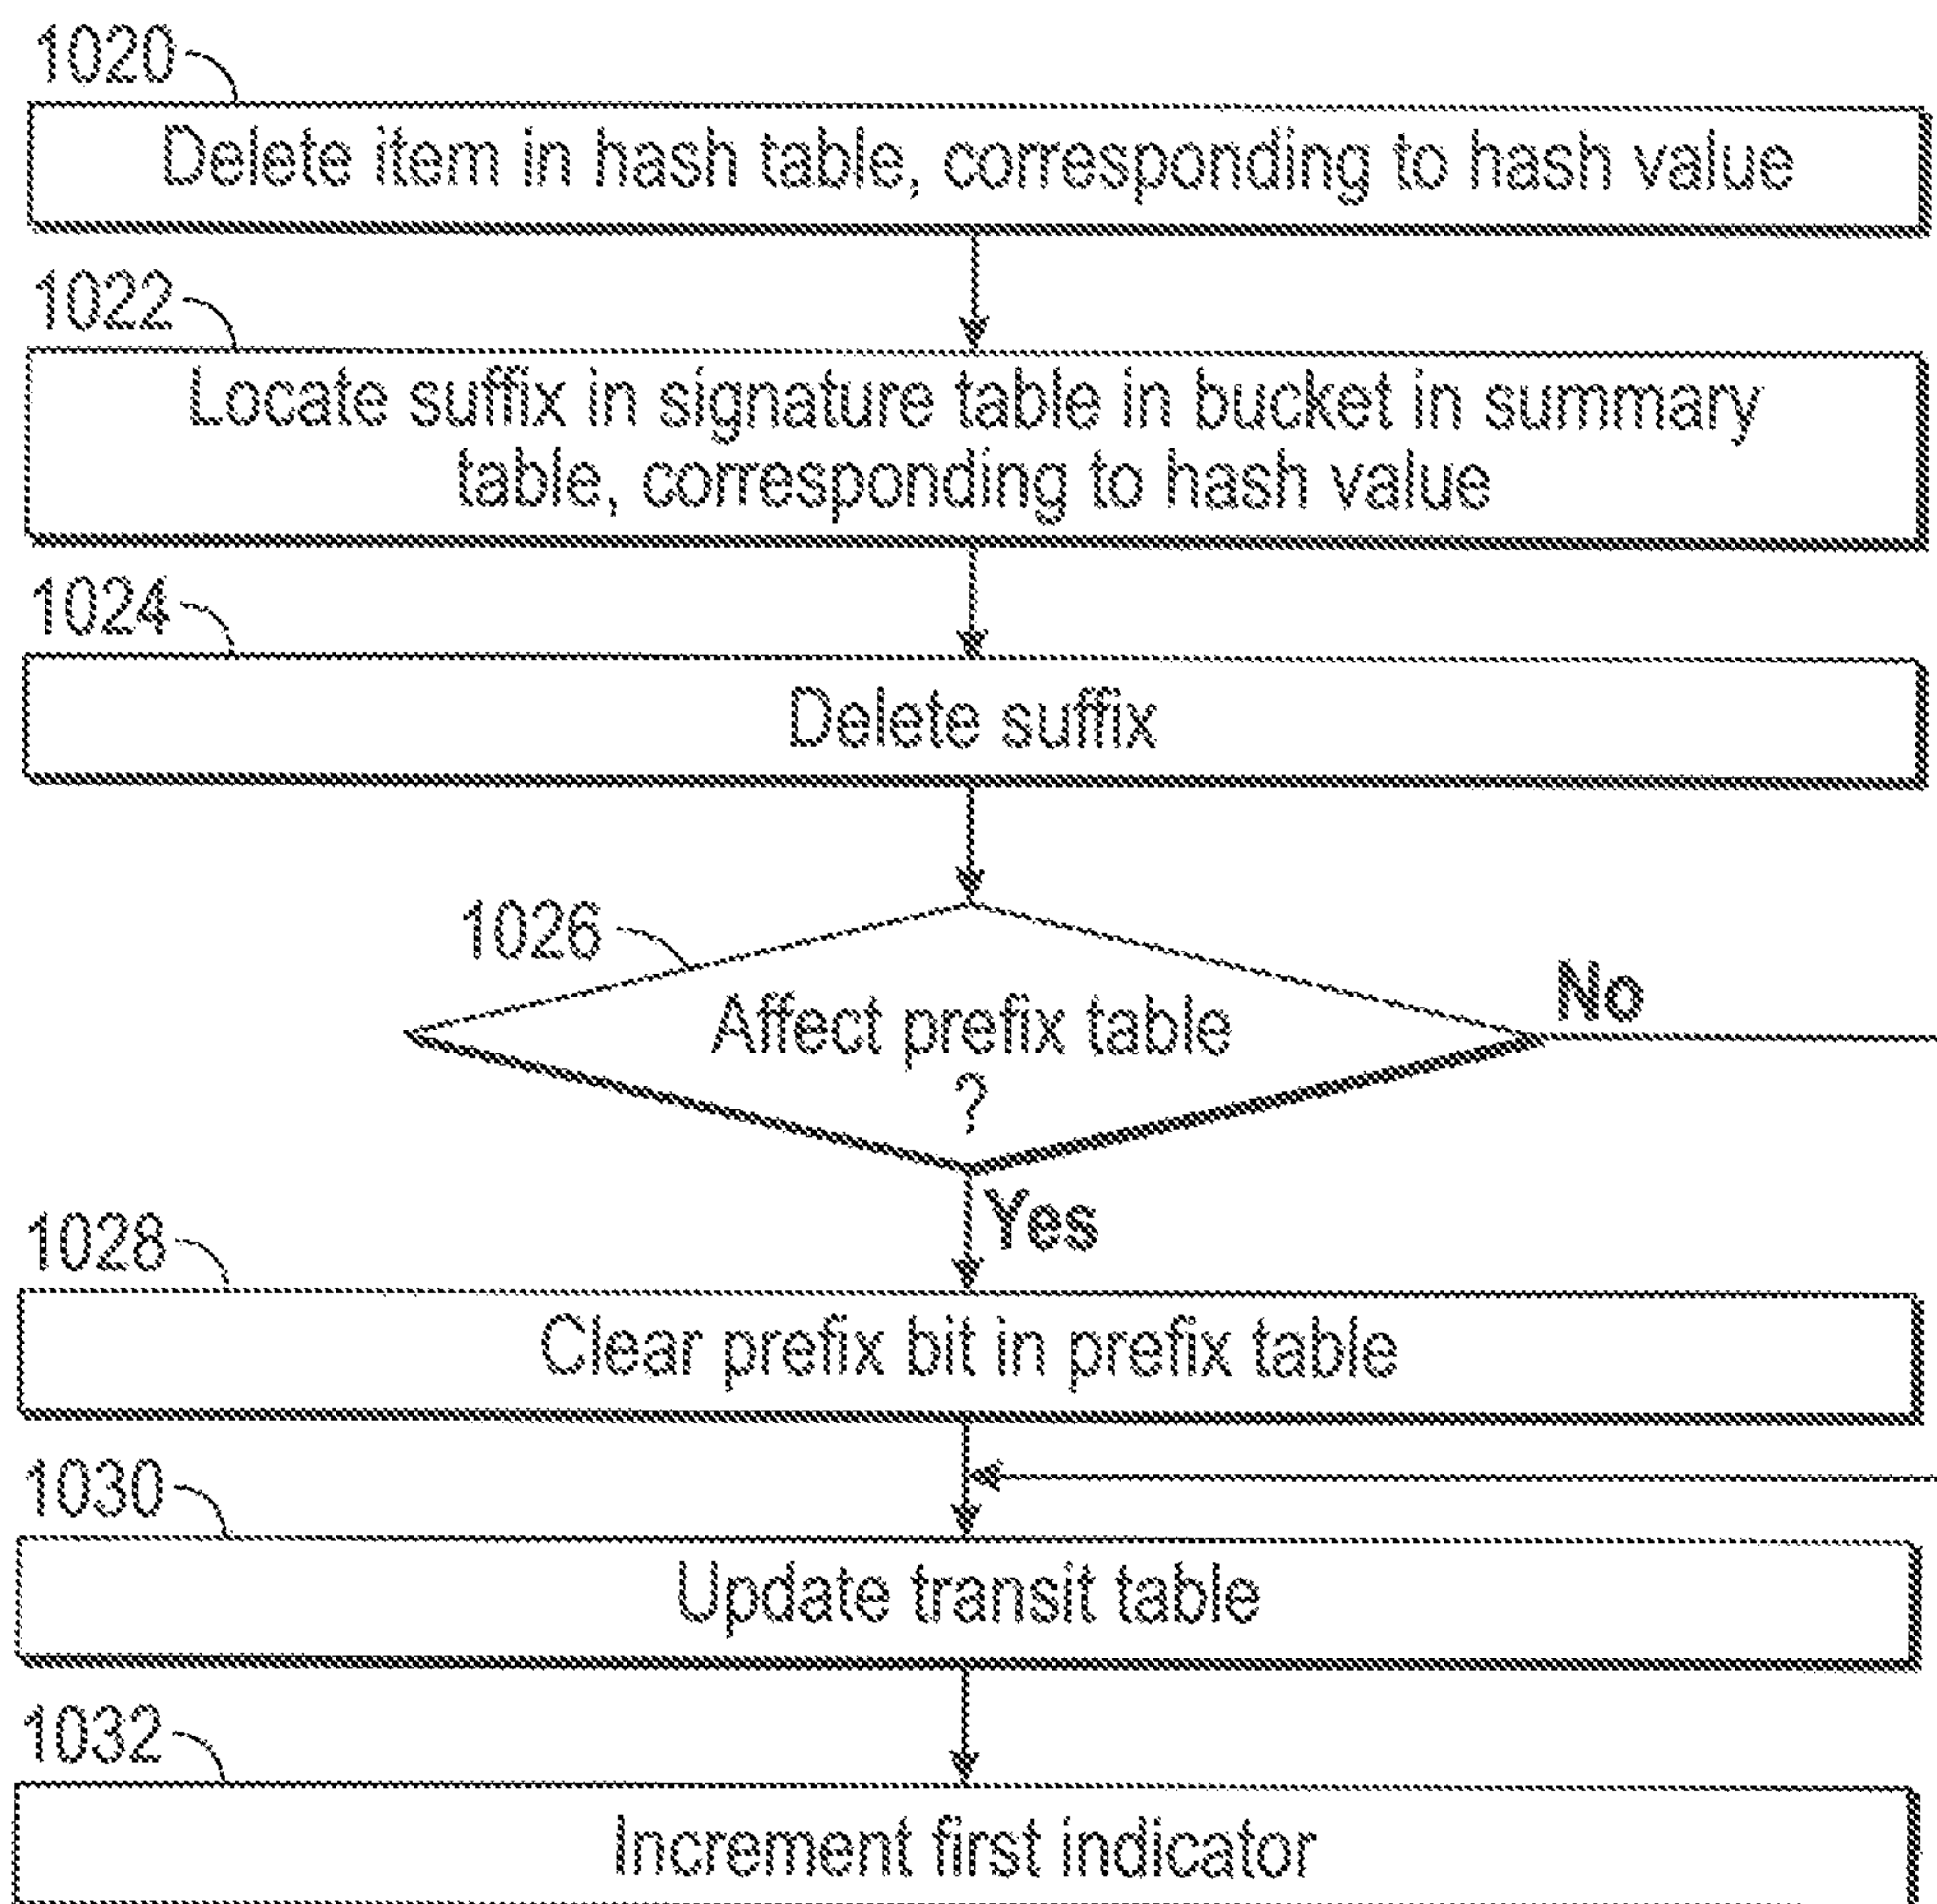 1020
Delete item in hash table, corresponding to hash value
1022
Locate suffix in signature table in bucket in summary
table, corresponding to hash value
1024
Delete suffix
1026
Affect prefix table
?
No
Yes
1028
Clear prefix bit in prefix table
1030
Update transit table
1032
Increment first indicator